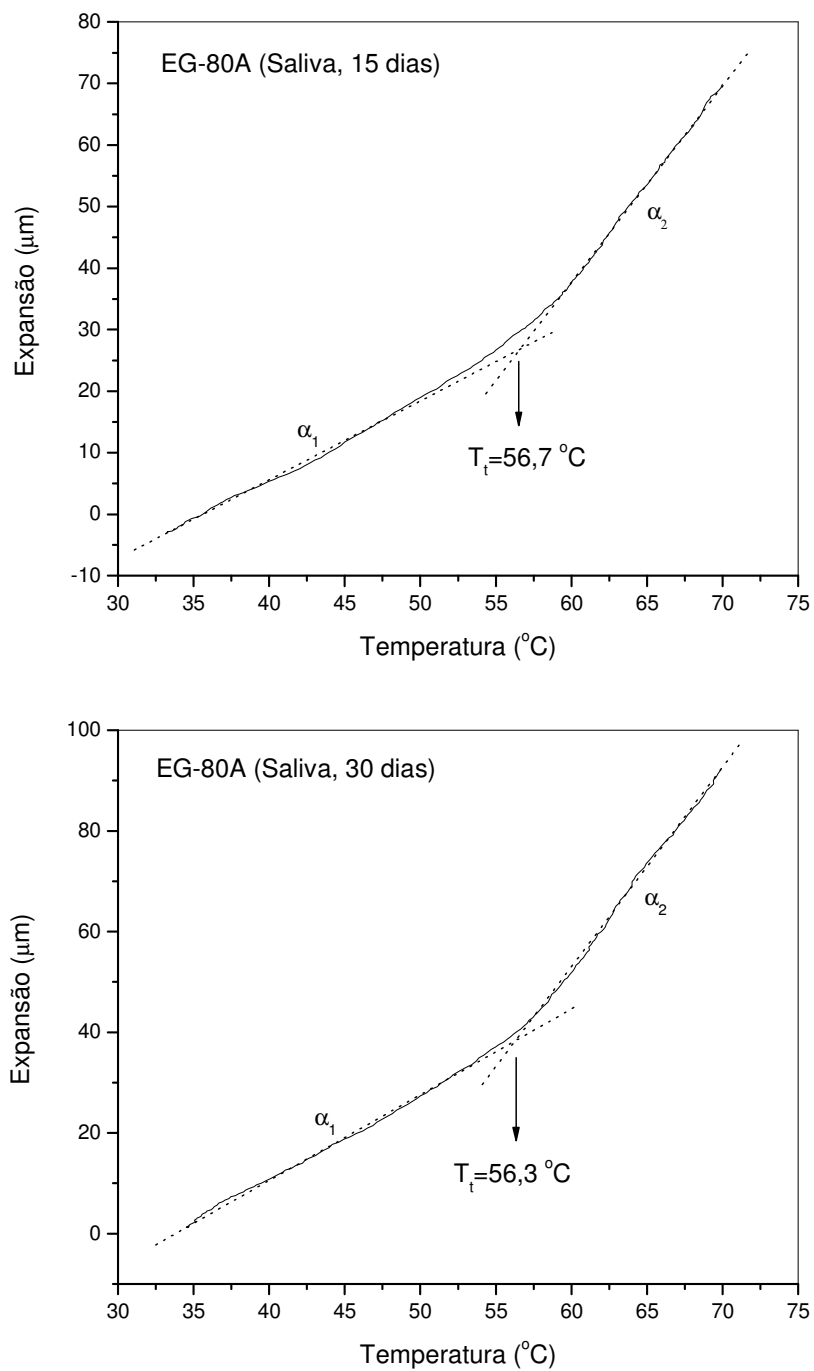 EG-80A (Saliva, 15 dias)
80
70
60
50
40
30
20
10
0
-10
Expansão (μm)
α₁
α₂
Tₜ=56,7 °C
30 35 40 45 50 55 60 65 70 75
Temperatura (°C)
EG-80A (Saliva, 30 dias)
100
80
60
40
20
0
Expansão (μm)
α₁
α₂
Tₜ=56,3 °C
30 35 40 45 50 55 60 65 70 75
Temperatura (°C)